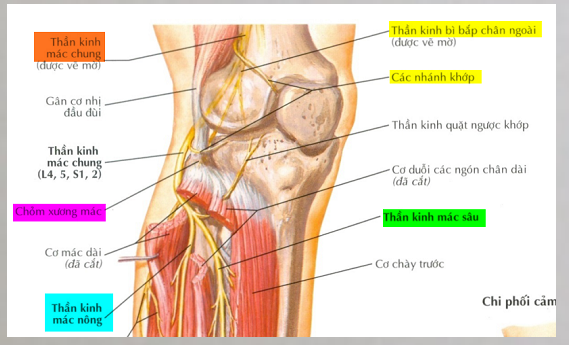 Thần kinh
mác chung
(được vẽ mờ)
Gân cơ nhị
đầu đùi
Thần kinh
mác chung
(L4, 5, S1, 2)
Chỏm xương mác
Cơ mác dài
(đã cắt)
Thần kinh
mác nông
Thần kinh bì bắp chân ngoài
(được vẽ mờ)
Các nhánh khớp
Thần kinh quặt ngược khớp
Cơ duỗi các ngón chân dài
(đã cắt)
Thần kinh mác sâu
Cơ chày trước
Chi phối cảm